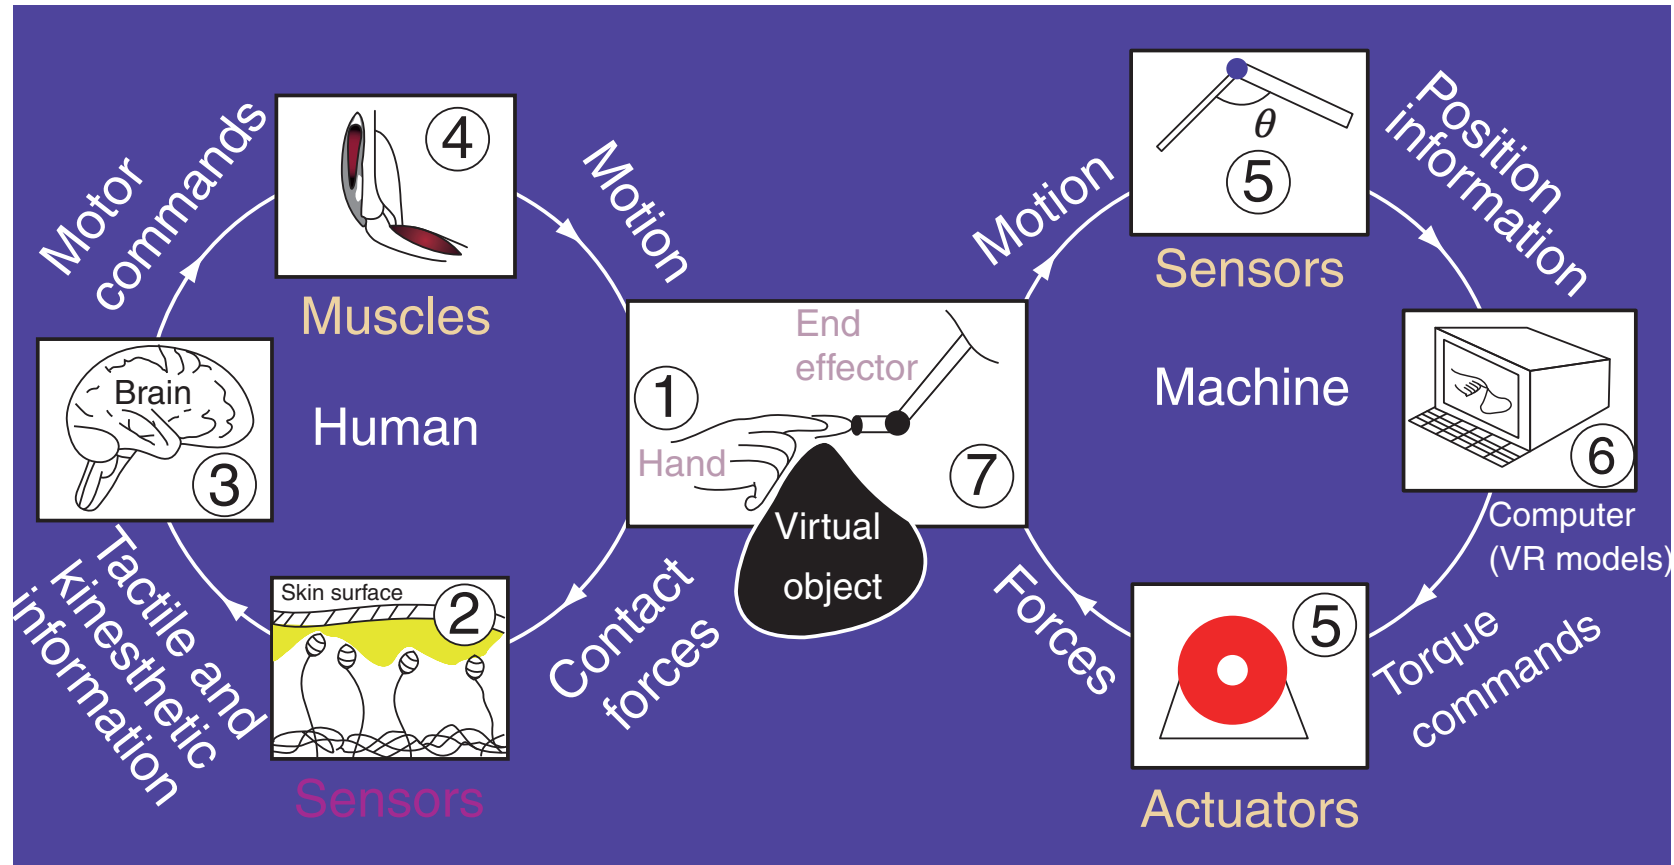 Motor
commands
4
Muscles
Motion
Brain
3
Human
Tactile and
kinesthetic
information
Skin surface
2
Sensors
Contact
forces
1
Hand
End
effector
7
Virtual
object
Motion
θ
5
Sensors
Position
information
Machine
6
Computer
(VR models)
Torque
commands
5
Actuators
Forces